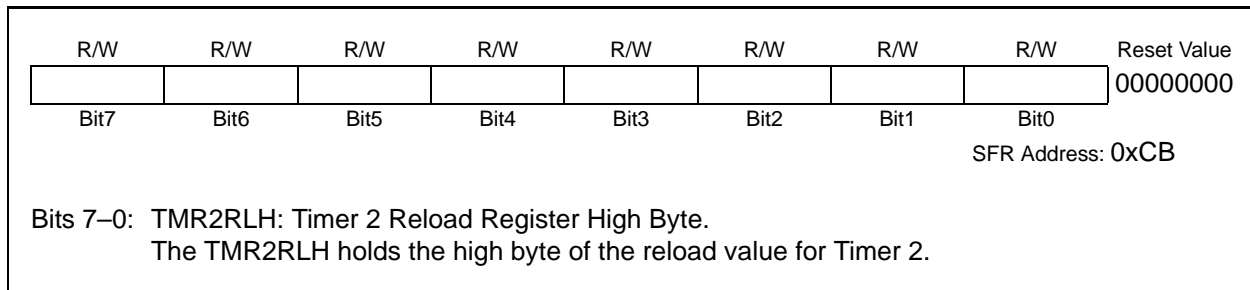 R/W R/W R/W R/W R/W R/W R/W R/W Reset Value
00000000
Bit7 Bit6 Bit5 Bit4 Bit3 Bit2 Bit1 Bit0
SFR Address: 0xCB
Bits 7–0: TMR2RLH: Timer 2 Reload Register High Byte.
The TMR2RLH holds the high byte of the reload value for Timer 2.